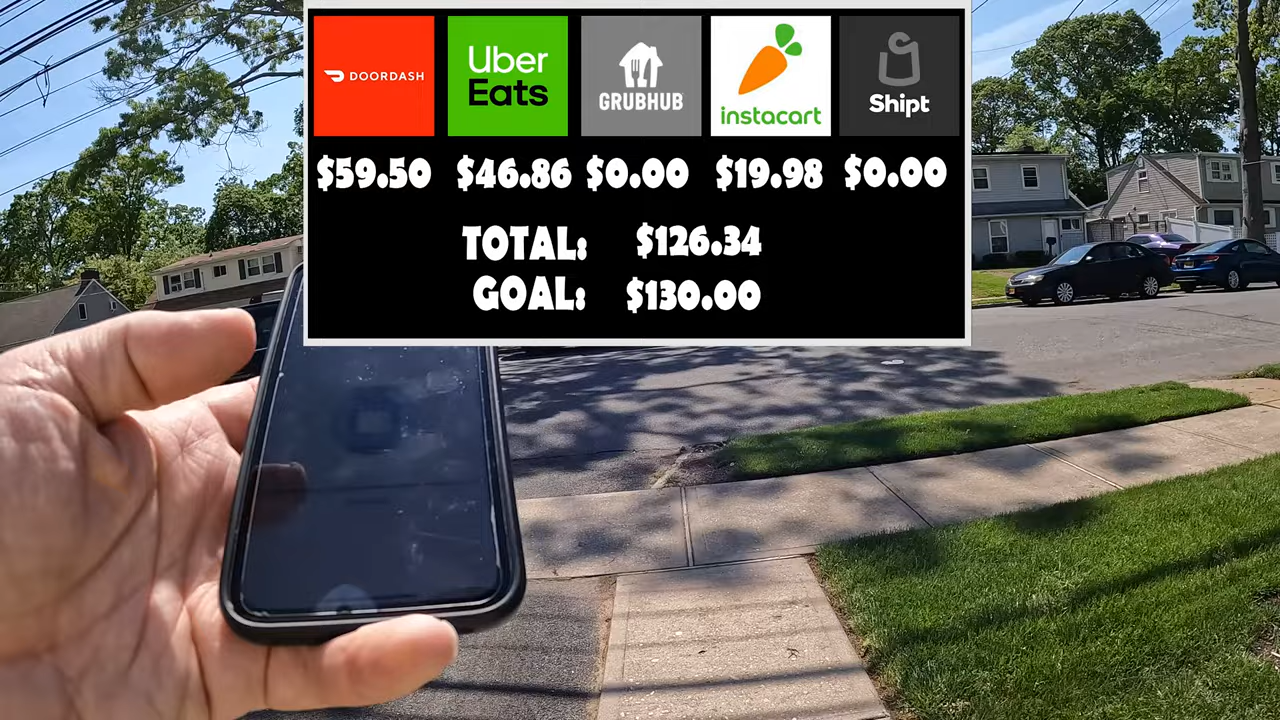 DOORDASH
Uber Eats
GRUBHUB
instacart
Shipt
$59.50 $46.86 $0.00 $19.98 $0.00
TOTAL: $126.34
GOAL: $130.00